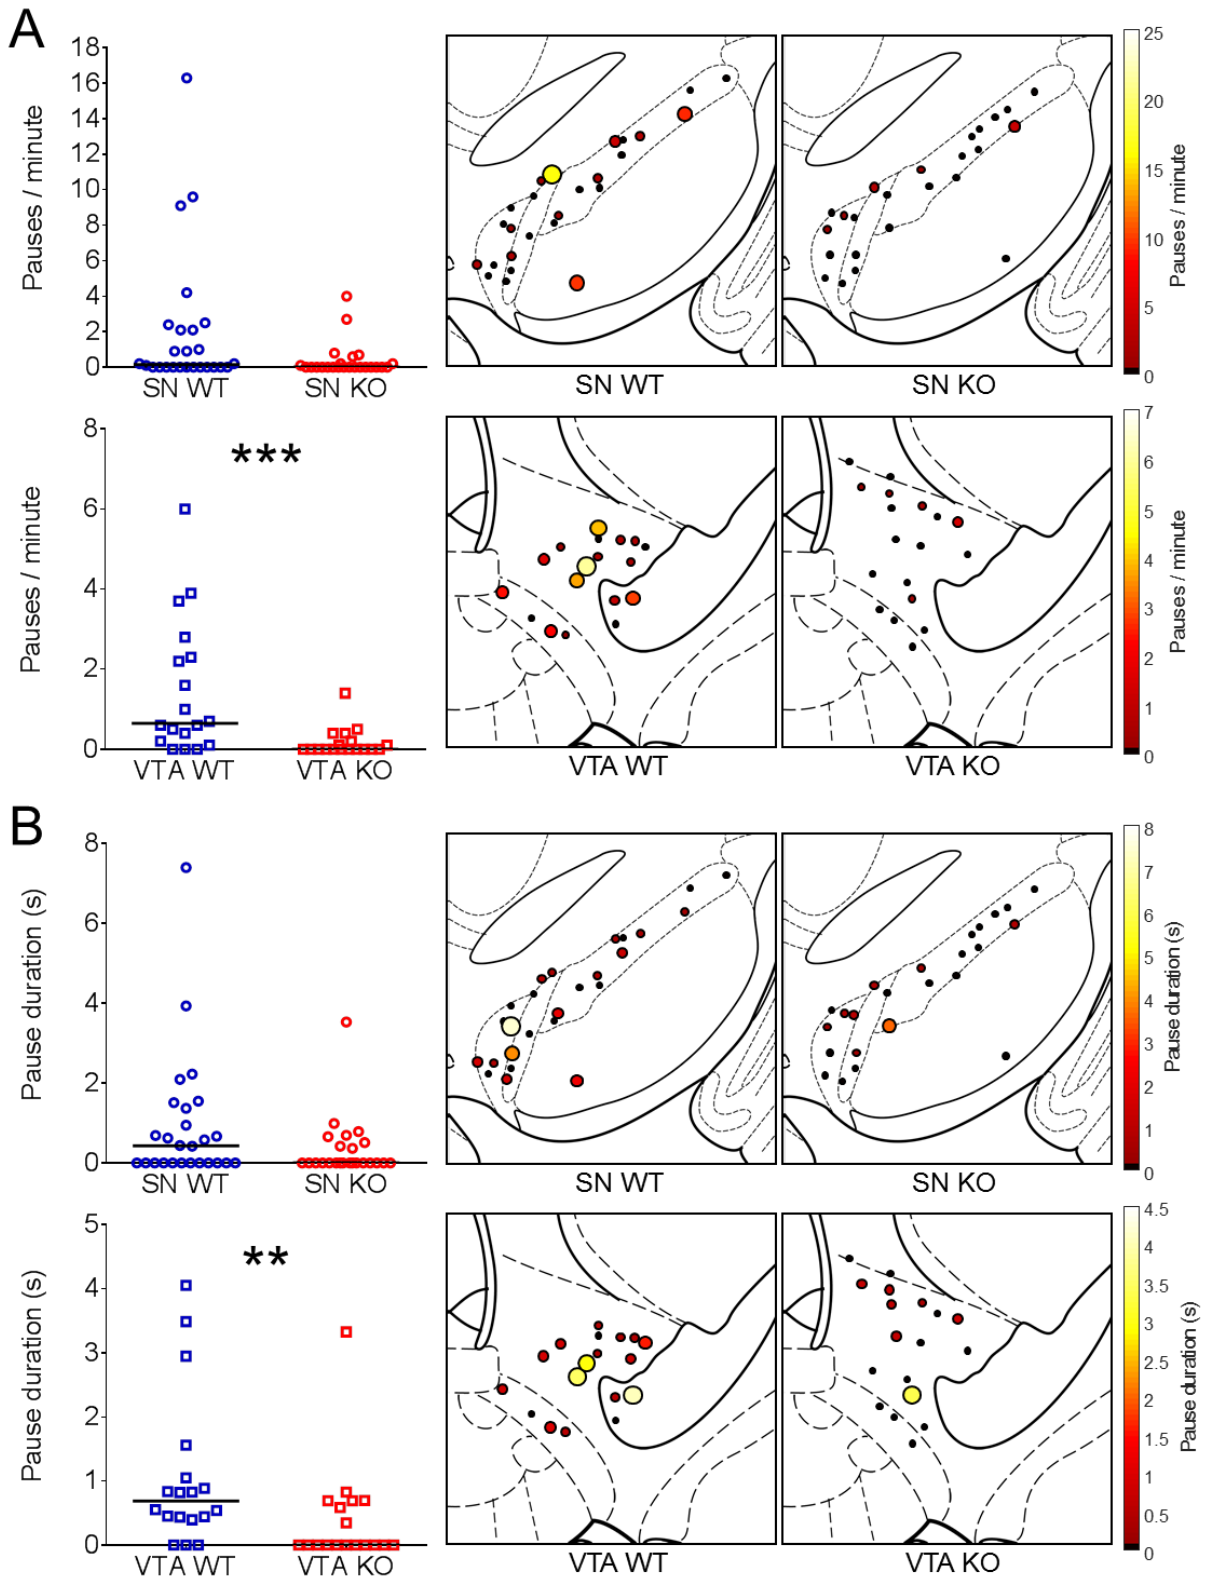 A
18
16
14
12
10
8
6
4
2
0
Pauses / minute
SN WT
SN KO
SN WT
SN KO
25
20
15
10
5
0
Pauses / minute
8
6
4
2
0
Pauses / minute
***
VTA WT
VTA KO
VTA WT
VTA KO
7
6
5
4
3
2
1
0
Pauses / minute
B
8
6
4
2
0
Pause duration (s)
SN WT
SN KO
SN WT
SN KO
8
7
6
5
4
3
2
1
0
Pause duration (s)
5
4
3
2
1
0
Pause duration (s)
**
VTA WT
VTA KO
VTA WT
VTA KO
4.5
4
3.5
3
2.5
2
1.5
1
0.5
0
Pause duration (s)